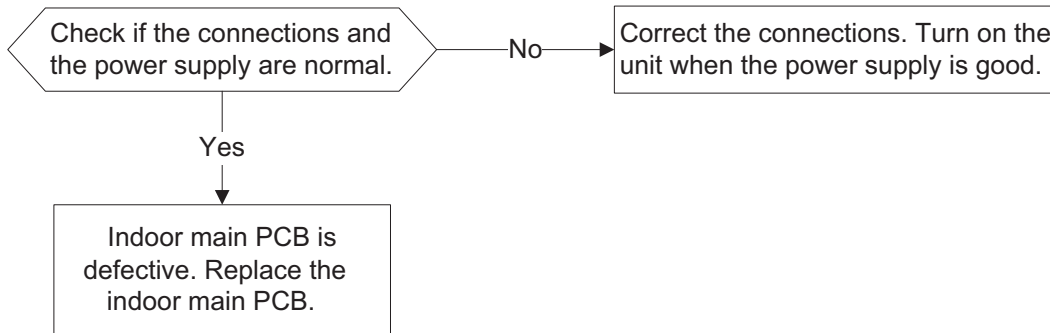 Check if the connections and
the power supply are normal.
No
Correct the connections. Turn on the
unit when the power supply is good.
Yes
Indoor main PCB is
defective. Replace the
indoor main PCB.